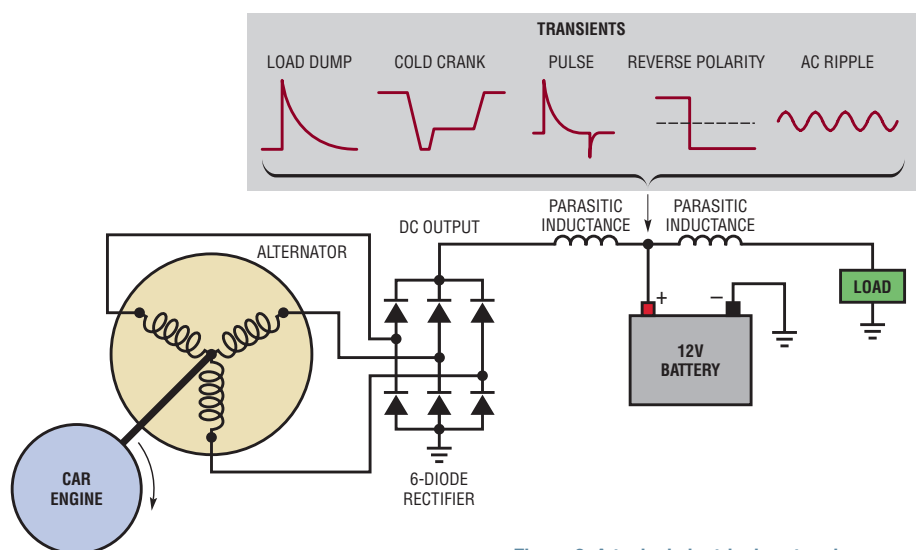 TRANSIENTS
LOAD DUMP
COLD CRANK
PULSE
REVERSE POLARITY
AC RIPPLE
PARASITIC
INDUCTANCE
PARASITIC
INDUCTANCE
DC OUTPUT
ALTERNATOR
LOAD
+
–
12V
BATTERY
6-DIODE
RECTIFIER
CAR
ENGINE